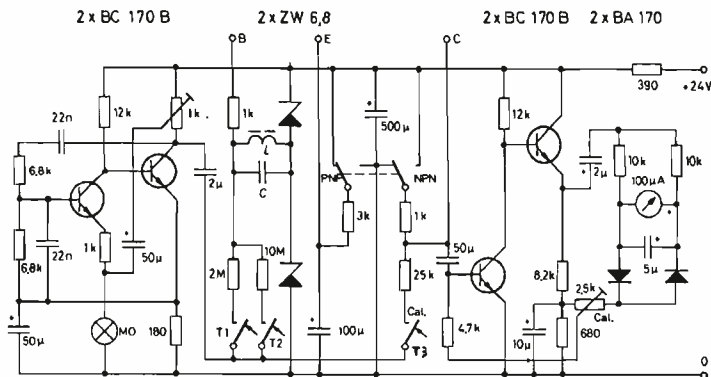 2 x BC 170 B 2 x ZW 6,8 2 x BC 170 B 2 x BA 170
B E C
390
+24V
12k 1k 1k 500µ 12k
22n
10k 10k
6,8k 2µ L PNP NPN 2µ 100µA
C
3k 1k
22n 1k 50µ 10M 50µ 5µ
6,8k 2M 25k 8,2k
2,5k
50µ MO 180 T1 T2 100µ Cal. 4,7k 10µ 680 Cal.
T3
0